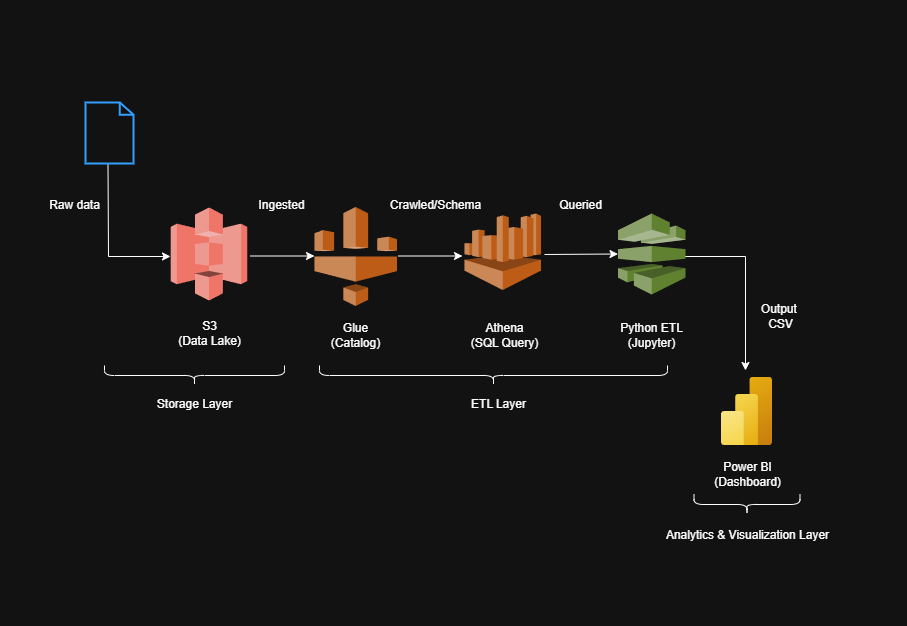 Raw data
Ingested
Crawled/Schema
Queried
S3
(Data Lake)
Glue
(Catalog)
Athena
(SQL Query)
Python ETL
(Jupyter)
Output
CSV
Storage Layer
ETL Layer
Power BI
(Dashboard)
Analytics & Visualization Layer